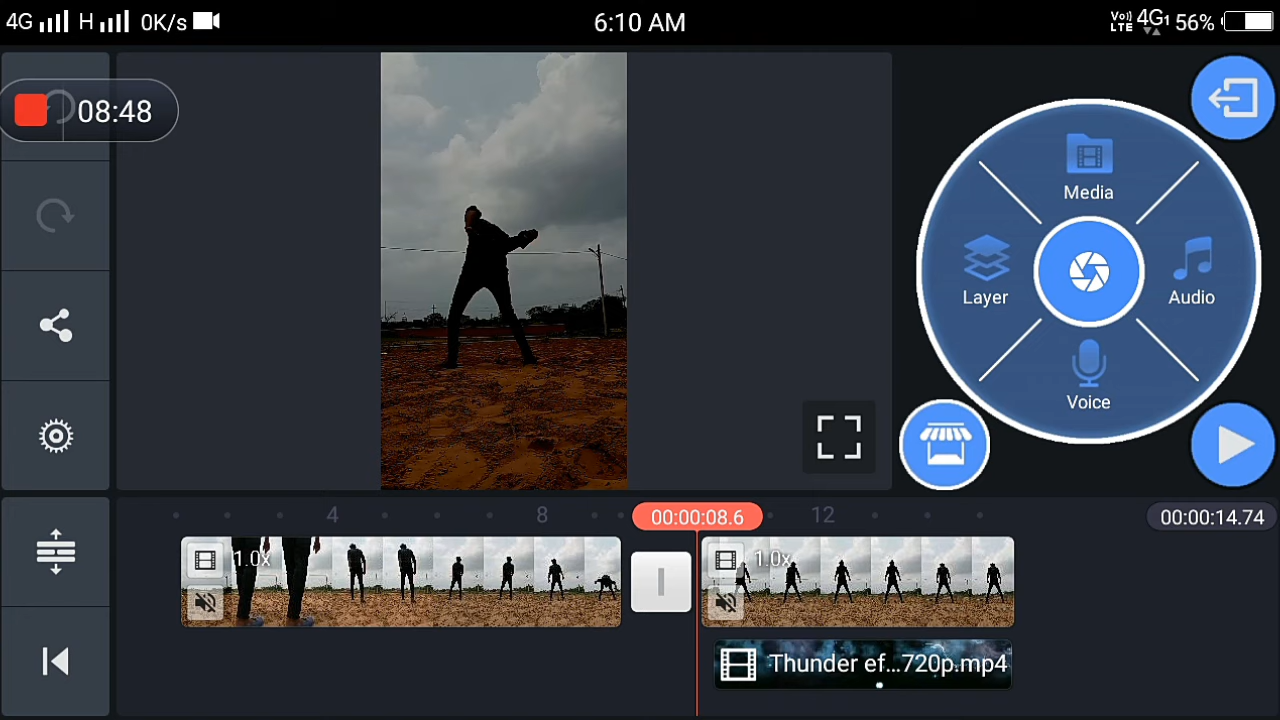 4G H 0K/s 6:10 AM Vo) LTE 4G1 56%
08:48
Media
Layer
Audio
Voice
4 8 00:00:08.6 12 00:00:14.74
1.0x 1.0x
Thunder ef...720p.mp4